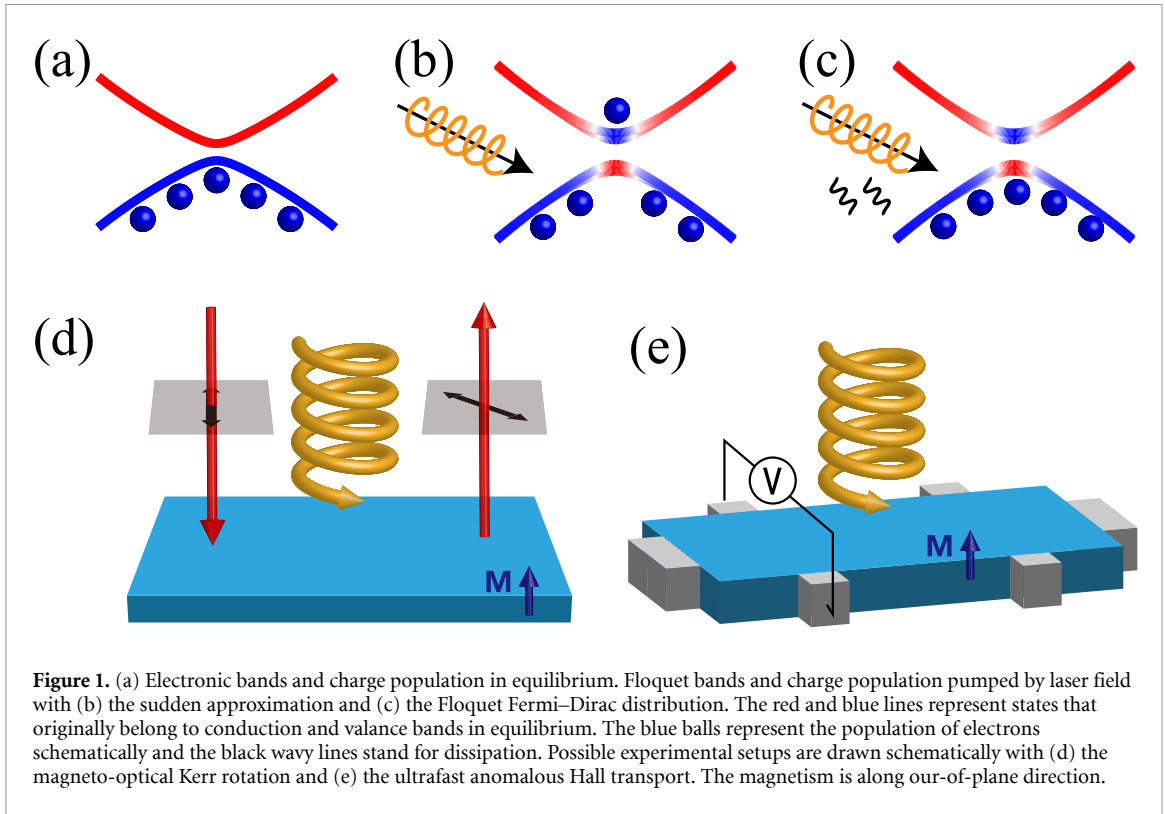 (a)
(b)
(c)
(d)
M
(e)
V
M
Figure 1. (a) Electronic bands and charge population in equilibrium. Floquet bands and charge population pumped by laser field
with (b) the sudden approximation and (c) the Floquet Fermi–Dirac distribution. The red and blue lines represent states that
originally belong to conduction and valance bands in equilibrium. The blue balls represent the population of electrons
schematically and the black wavy lines stand for dissipation. Possible experimental setups are drawn schematically with (d) the
magneto-optical Kerr rotation and (e) the ultrafast anomalous Hall transport. The magnetism is along our-of-plane direction.